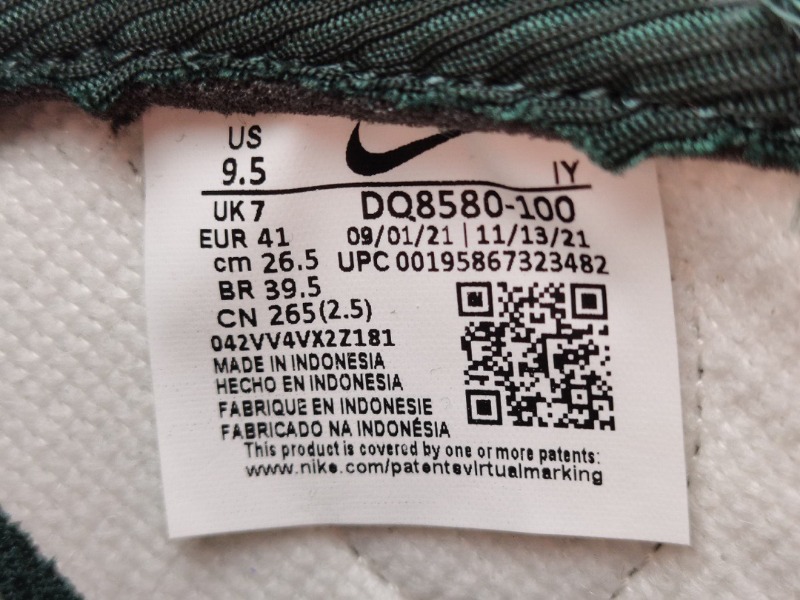 US
9.5 IY
UK 7 DQ8580-100
EUR 41 09/01/21 | 11/13/21
cm 26.5 UPC 00195867323482
BR 39.5
CN 265(2.5)
042VV4VX2Z181
MADE IN INDONESIA
HECHO EN INDONESIA
FABRIQUE EN INDONESIE
FABRICADO NA INDONÉSIA
This product is covered by one or more patents:
www.nike.com/patentsvirtualmarking